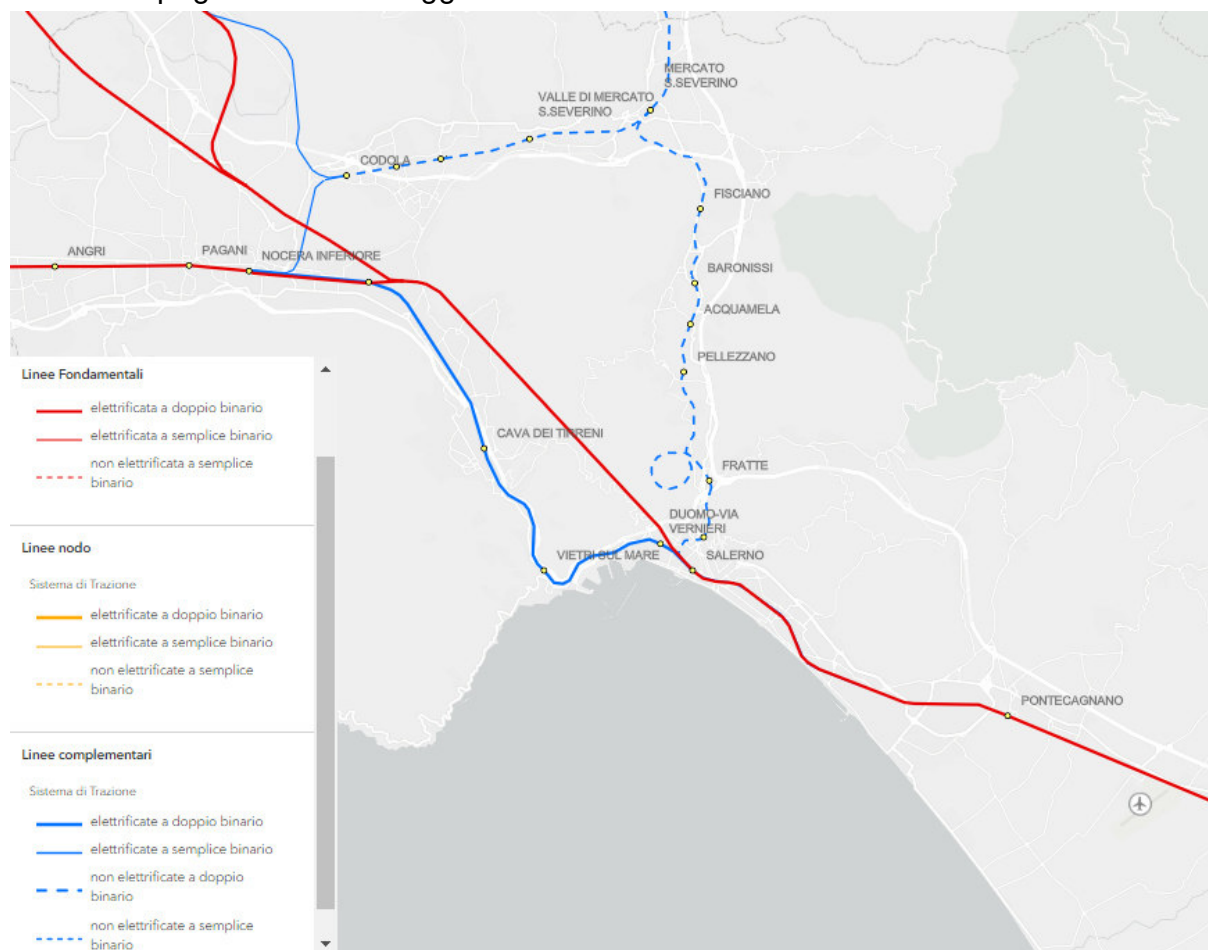 MERCATO
S.SEVERINO
VALLE DI MERCATO
S.SEVERINO
CODOLA
FISCIANO
ANGRI
PAGANI
NOCERA INFERIORE
BARONISSI
ACQUAMELA
PELLEZZANO
Linee Fondamentali
elettrificata a doppio binario
elettrificata a semplice binario
non elettrificata a semplice
binario
CAVA DEI TIRRENI
FRATTE
DUOMO-VIA
VERNIERI
VIETRI SUL MARE
SALERNO
Linee nodo
Sistema di Trazione
elettrificate a doppio binario
elettrificate a semplice binario
non elettrificate a semplice
binario
PONTECAGNANO
Linee complementari
Sistema di Trazione
elettrificate a doppio binario
elettrificate a semplice binario
non elettrificate a doppio
binario
non elettrificate a semplice
binario